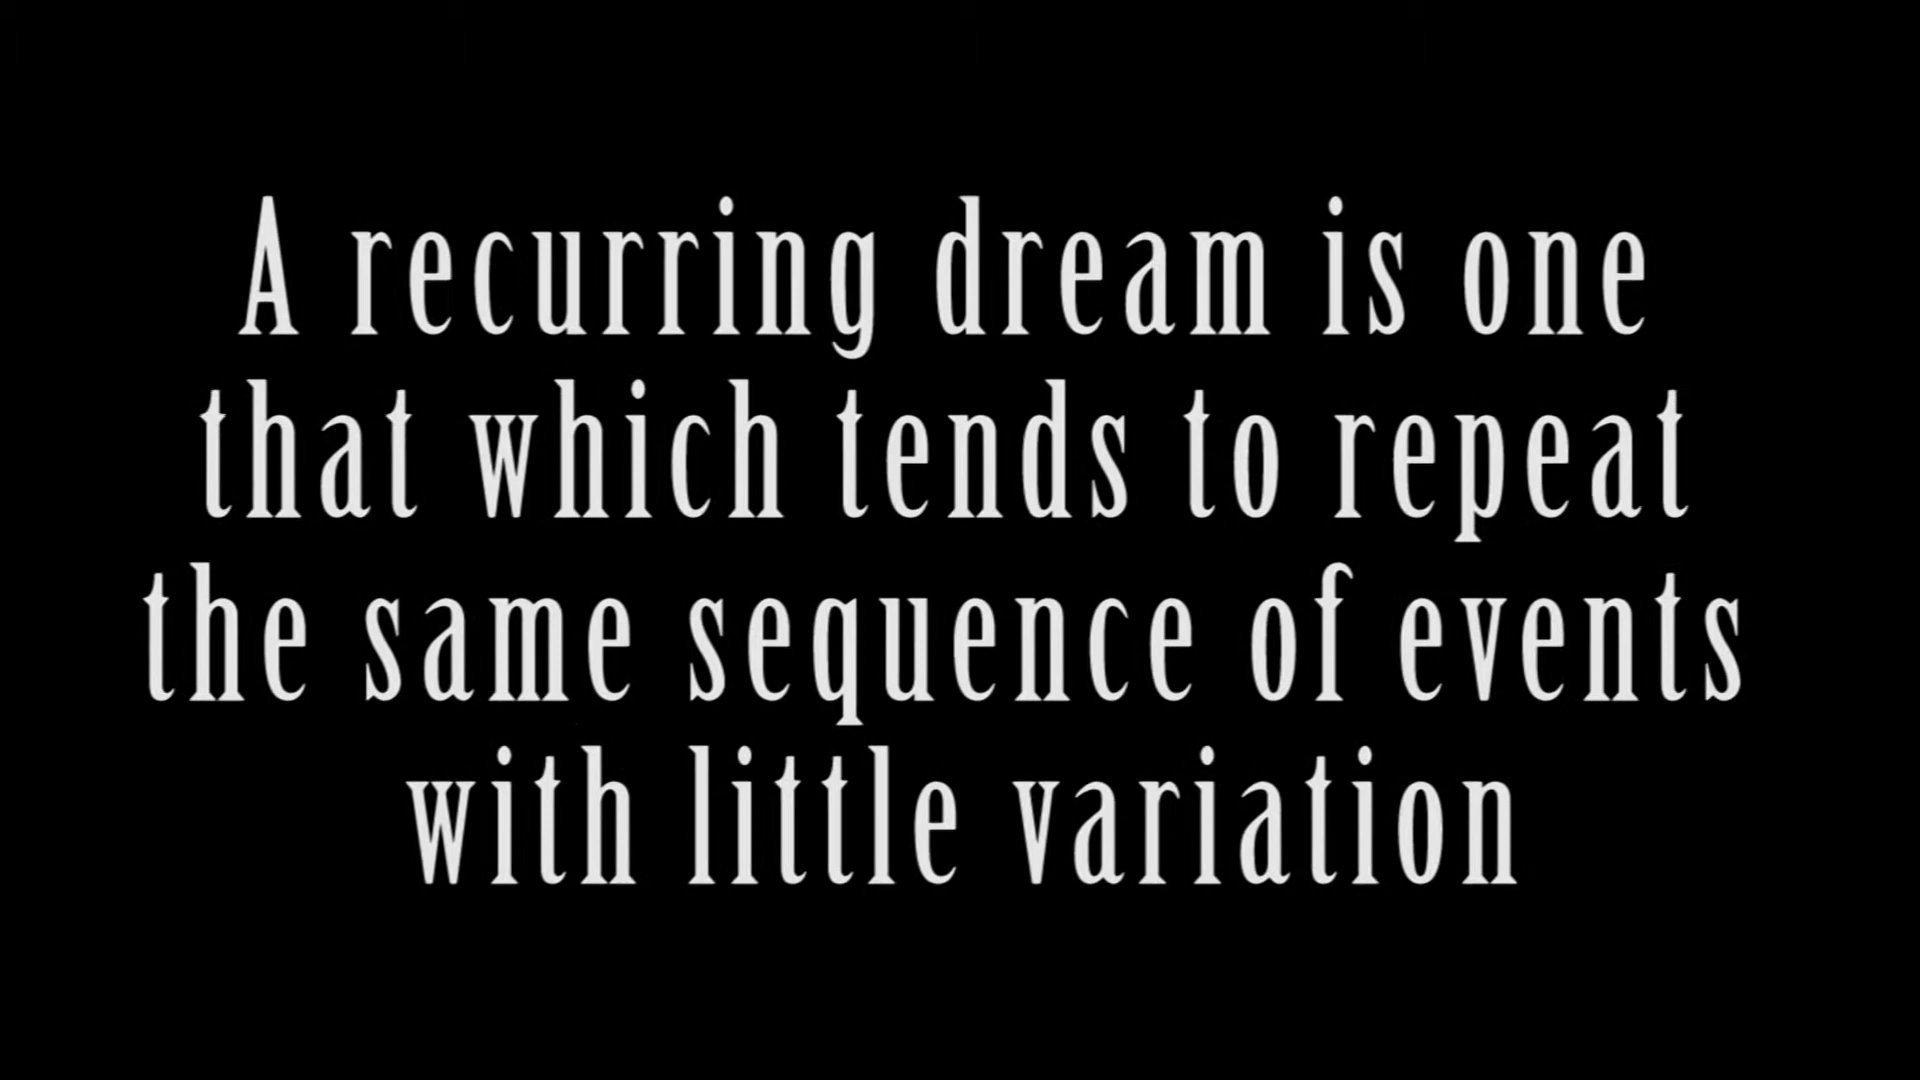 A recurring dream is one
that which tends to repeat
the same sequence of events
with little variation